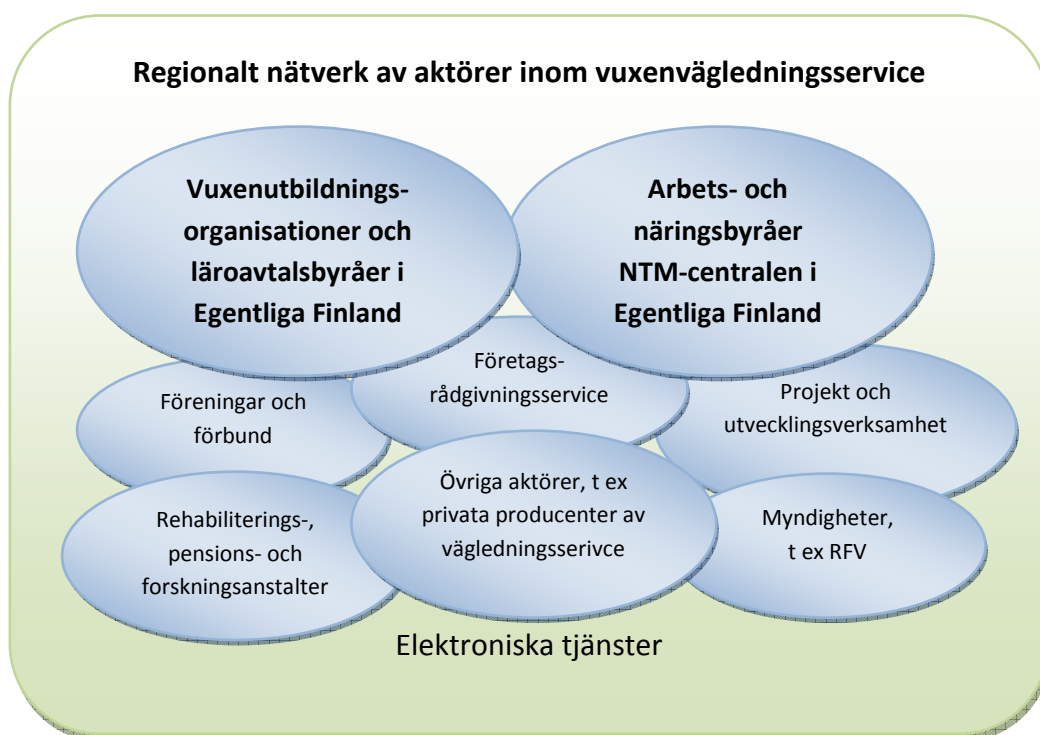 Regionalt nätverk av aktörer inom vuxenvägledningsservice
Vuxenutbildnings-
organisationer och
läroavtalsbyråer i
Egentliga Finland
Arbets- och
näringsbyråer
NTM-centralen i
Egentliga Finland
Föreningar och
förbund
Företags-
rådgivningsservice
Projekt och
utvecklingsverksamhet
Rehabiliterings-,
pensions- och
forskningsanstalter
Övriga aktörer, t ex
privata producenter av
vägledningsserivce
Myndigheter,
t ex RFV
Elektroniska tjänster